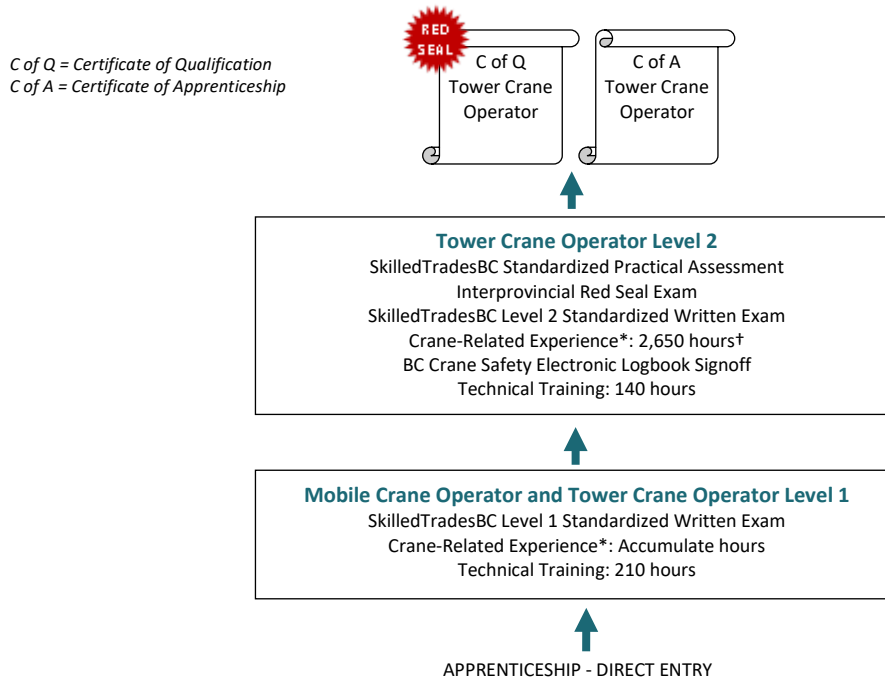 C of Q = Certificate of Qualification
C of A = Certificate of Apprenticeship
RED
SEAL
C of Q
Tower Crane
Operator
C of A
Tower Crane
Operator
Tower Crane Operator Level 2
SkilledTradesBC Standardized Practical Assessment
Interprovincial Red Seal Exam
SkilledTradesBC Level 2 Standardized Written Exam
Crane-Related Experience*: 2,650 hours†
BC Crane Safety Electronic Logbook Signoff
Technical Training: 140 hours
Mobile Crane Operator and Tower Crane Operator Level 1
SkilledTradesBC Level 1 Standardized Written Exam
Crane-Related Experience*: Accumulate hours
Technical Training: 210 hours
APPRENTICESHIP - DIRECT ENTRY